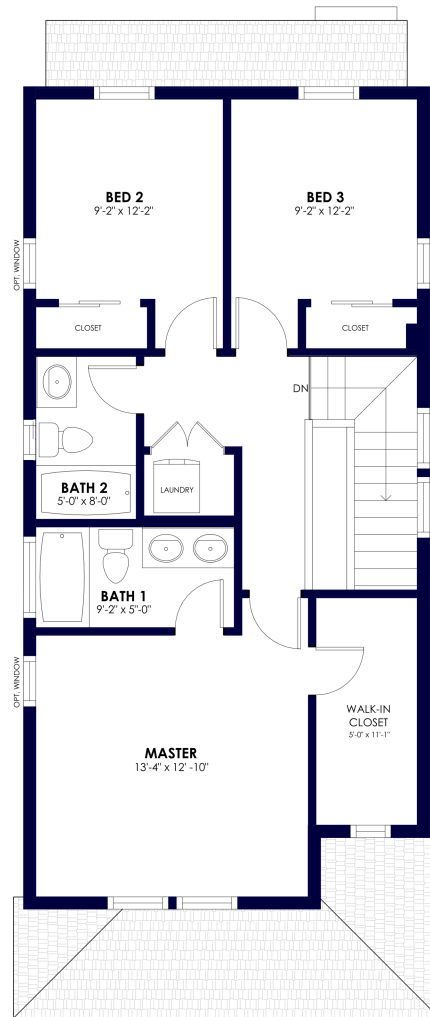 BED 2
9'-2" x 12'-2"
BED 3
9'-2" x 12'-2"
OPT. WINDOW
CLOSET
CLOSET
DN
BATH 2
5'-0" x 8'-0"
LAUNDRY
BATH 1
9'-2" x 5'-0"
OPT. WINDOW
MASTER
13'-4" x 12' -10"
WALK-IN
CLOSET
5'-0" x 11'-1"